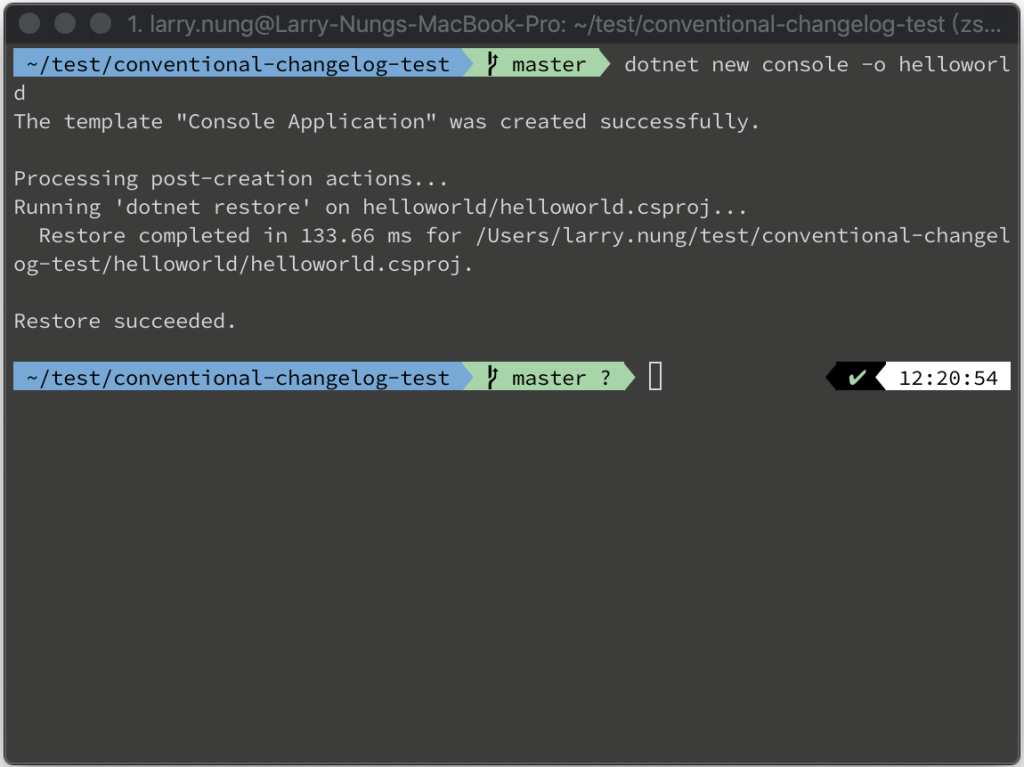 1. larry.nung@Larry-Nungs-MacBook-Pro: ~/test/conventional-changelog-test (zs...
~/test/conventional-changelog-test master dotnet new console -o helloworl
d
The template "Console Application" was created successfully.
Processing post-creation actions...
Running 'dotnet restore' on helloworld/helloworld.csproj...
Restore completed in 133.66 ms for /Users/larry.nung/test/conventional-changel
og-test/helloworld/helloworld.csproj.
Restore succeeded.
~/test/conventional-changelog-test master ? ✔ 12:20:54